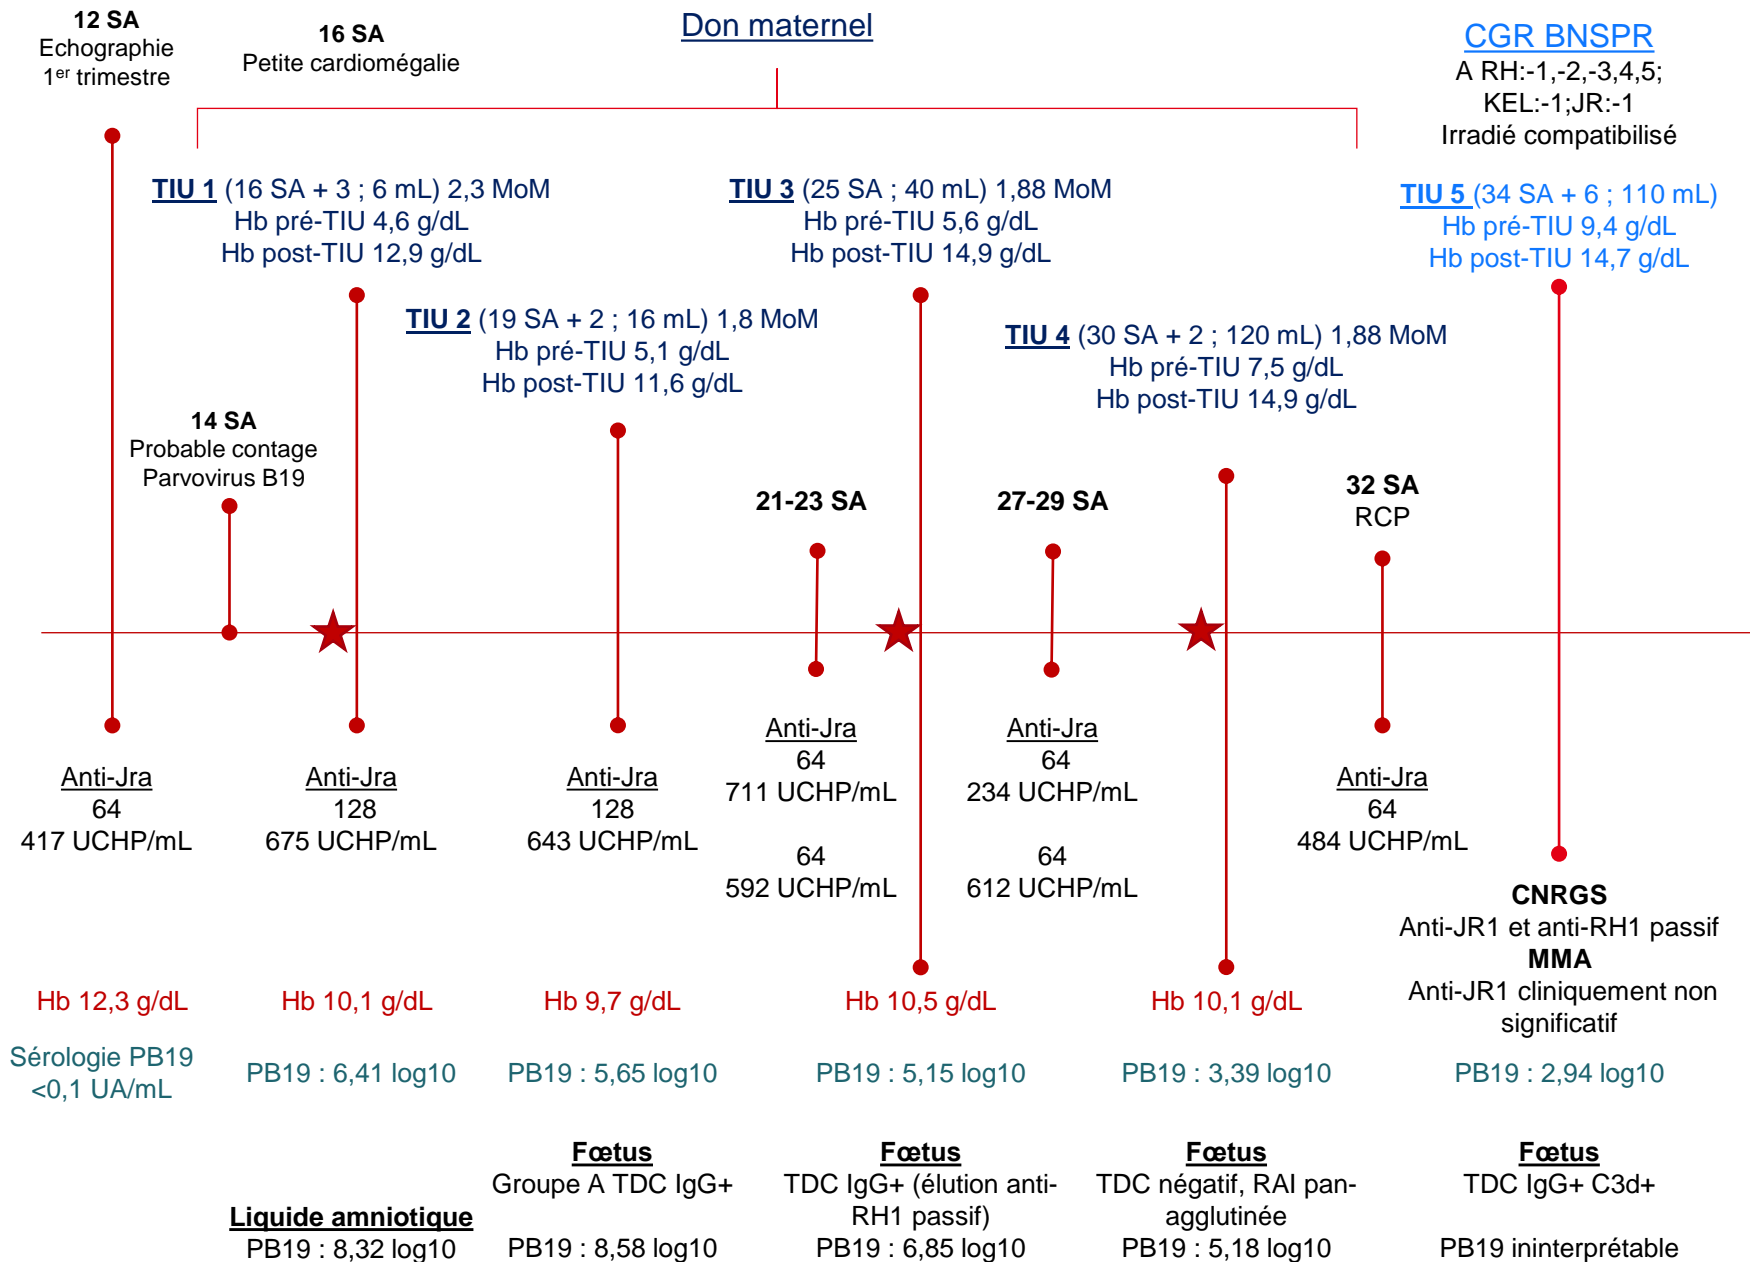 12 SA
Echographie
1er trimestre
16 SA
Petite cardiomégalie
Don maternel
CGR BNSPR
A RH:-1,-2,-3,4,5;
KEL:-1;JR:-1
Irradié compatibilisé
TIU 1 (16 SA + 3 ; 6 mL) 2,3 MoM
Hb pré-TIU 4,6 g/dL
Hb post-TIU 12,9 g/dL
TIU 3 (25 SA ; 40 mL) 1,88 MoM
Hb pré-TIU 5,6 g/dL
Hb post-TIU 14,9 g/dL
TIU 5 (34 SA + 6 ; 110 mL)
Hb pré-TIU 9,4 g/dL
Hb post-TIU 14,7 g/dL
TIU 2 (19 SA + 2 ; 16 mL) 1,8 MoM
Hb pré-TIU 5,1 g/dL
Hb post-TIU 11,6 g/dL
TIU 4 (30 SA + 2 ; 120 mL) 1,88 MoM
Hb pré-TIU 7,5 g/dL
Hb post-TIU 14,9 g/dL
14 SA
Probable contage
Parvovirus B19
21-23 SA
27-29 SA
32 SA
RCP
Anti-Jra
64
417 UCHP/mL
Anti-Jra
128
675 UCHP/mL
Anti-Jra
128
643 UCHP/mL
Anti-Jra
64
711 UCHP/mL
64
592 UCHP/mL
Anti-Jra
64
234 UCHP/mL
64
612 UCHP/mL
Anti-Jra
64
484 UCHP/mL
CNRGS
Anti-JR1 et anti-RH1 passif
MMA
Anti-JR1 cliniquement non
significatif
Hb 12,3 g/dL
Hb 10,1 g/dL
Hb 9,7 g/dL
Hb 10,5 g/dL
Hb 10,1 g/dL
Sérologie PB19
<0,1 UA/mL
PB19 : 6,41 log10
PB19 : 5,65 log10
PB19 : 5,15 log10
PB19 : 3,39 log10
PB19 : 2,94 log10
Liquide amniotique
PB19 : 8,32 log10
Fœtus
Groupe A TDC IgG+
PB19 : 8,58 log10
Fœtus
TDC IgG+ (élution anti-
RH1 passif)
PB19 : 6,85 log10
Fœtus
TDC négatif, RAI pan-
agglutinée
PB19 : 5,18 log10
Fœtus
TDC IgG+ C3d+
PB19 ininterprétable